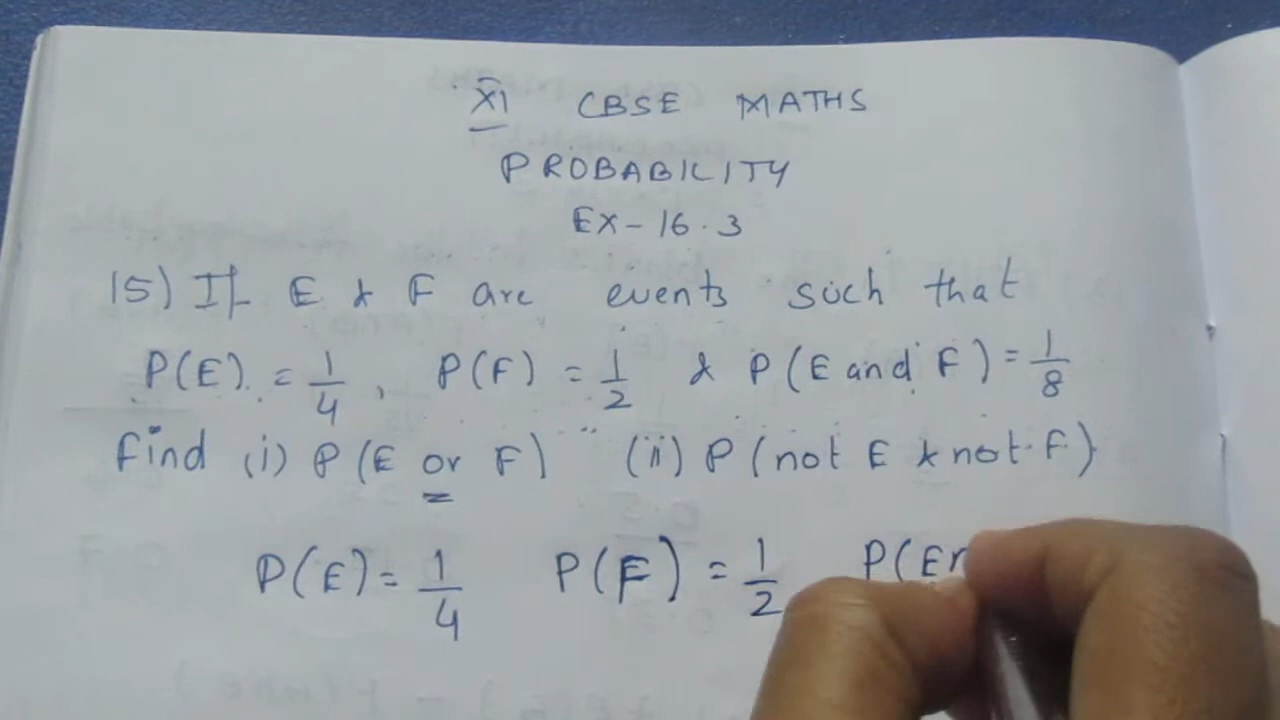 XI CBSE MATHS
PROBABILITY
EX-16.3
15) If E & F are events such that
P(E) = 1/4, P(F) = 1/2 & P(E and F) = 1/8
find (i) P(E or F) (ii) P(not E & not F)
P(E) = 1/4 P(F) = 1/2 P(E∩